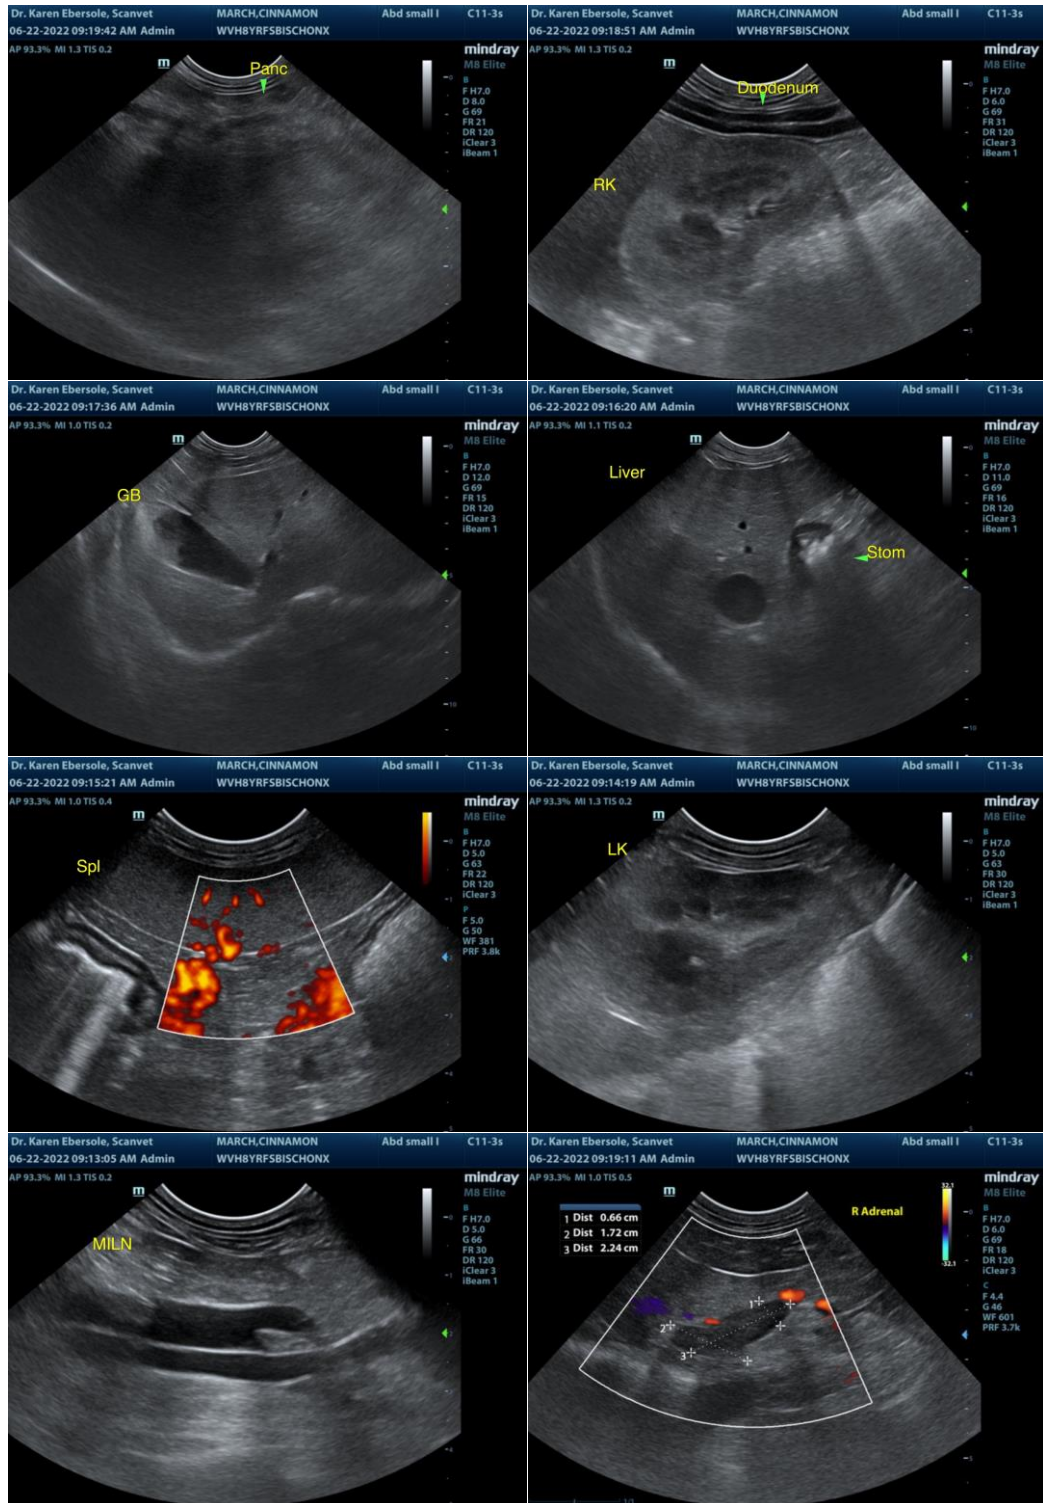 Dr. Karen Ebersole, Scanvet MARCH,CINNAMON Abd small I C11-3s
06-22-2022 09:19:42 AM Admin WVH8YRFSBISCHONX
AP 93.3% MI 1.3 TIS 0.2 mindray
m M8 Elite
Panc
B
F H7.0
D 8.0
G 69
FR 21
DR 120
iClear 3
iBeam 1
Dr. Karen Ebersole, Scanvet MARCH,CINNAMON Abd small I C11-3s
06-22-2022 09:18:51 AM Admin WVH8YRFSBISCHONX
AP 93.3% MI 1.3 TIS 0.2 mindray
m M8 Elite
Duodenum
RK
B
F H7.0
D 6.0
G 69
FR 31
DR 120
iClear 3
iBeam 1
Dr. Karen Ebersole, Scanvet MARCH,CINNAMON Abd small I C11-3s
06-22-2022 09:17:36 AM Admin WVH8YRFSBISCHONX
AP 93.3% MI 1.0 TIS 0.2 mindray
m M8 Elite
GB
B
F H7.0
D 12.0
G 69
FR 15
DR 120
iClear 3
iBeam 1
Dr. Karen Ebersole, Scanvet MARCH,CINNAMON Abd small I C11-3s
06-22-2022 09:16:20 AM Admin WVH8YRFSBISCHONX
AP 93.3% MI 1.1 TIS 0.2 mindray
m M8 Elite
Liver
Stom
B
F H7.0
D 11.0
G 69
FR 16
DR 120
iClear 3
iBeam 1
Dr. Karen Ebersole, Scanvet MARCH,CINNAMON Abd small I C11-3s
06-22-2022 09:15:21 AM Admin WVH8YRFSBISCHONX
AP 93.3% MI 1.0 TIS 0.4 mindray
m M8 Elite
Spl
B
F H7.0
D 5.0
G 63
FR 22
DR 120
iClear 3
P
F 5.0
G 50
WF 381
PRF 3.8k
Dr. Karen Ebersole, Scanvet MARCH,CINNAMON Abd small I C11-3s
06-22-2022 09:14:19 AM Admin WVH8YRFSBISCHONX
AP 93.3% MI 1.3 TIS 0.2 mindray
m M8 Elite
LK
B
F H7.0
D 5.0
G 63
FR 30
DR 120
iClear 3
iBeam 1
Dr. Karen Ebersole, Scanvet MARCH,CINNAMON Abd small I C11-3s
06-22-2022 09:13:05 AM Admin WVH8YRFSBISCHONX
AP 93.3% MI 1.3 TIS 0.2 mindray
m M8 Elite
MILN
B
F H7.0
D 5.0
G 66
FR 30
DR 120
iClear 3
iBeam 1
Dr. Karen Ebersole, Scanvet MARCH,CINNAMON Abd small I C11-3s
06-22-2022 09:19:11 AM Admin WVH8YRFSBISCHONX
AP 93.3% MI 1.0 TIS 0.5 mindray
m M8 Elite
R Adrenal
32.1
-32.1
1 Dist 0.66 cm
2 Dist 1.72 cm
3 Dist 2.24 cm
1
2
3
B
F H7.0
D 6.0
G 69
FR 18
DR 120
iClear 3
C
F 4.4
G 46
WF 601
PRF 3.7k